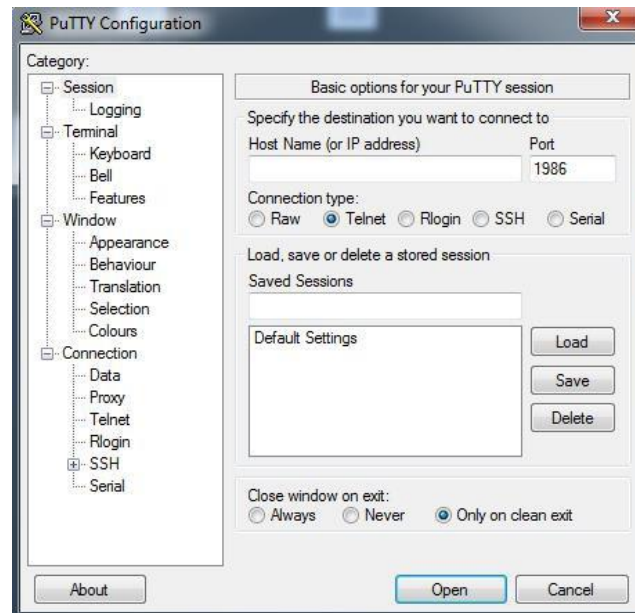 PuTTY Configuration
Category:
Session
Logging
Terminal
Keyboard
Bell
Features
Window
Appearance
Behaviour
Translation
Selection
Colours
Connection
Data
Proxy
Telnet
Rlogin
SSH
Serial
Basic options for your PuTTY session
Specify the destination you want to connect to
Host Name (or IP address) Port
1986
Connection type:
Raw Telnet Rlogin SSH Serial
Load, save or delete a stored session
Saved Sessions
Default Settings
Load
Save
Delete
Close window on exit:
Always Never Only on clean exit
About Open Cancel